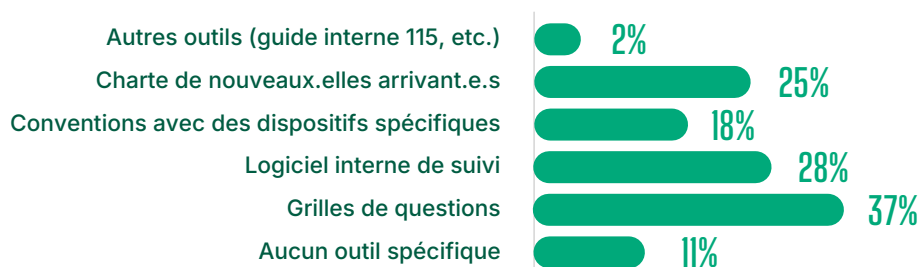 Autres outils (guide interne 115, etc.) 2%
Charte de nouveaux.elles arrivant.e.s 25%
Conventions avec des dispositifs spécifiques 18%
Logiciel interne de suivi 28%
Grilles de questions 37%
Aucun outil spécifique 11%